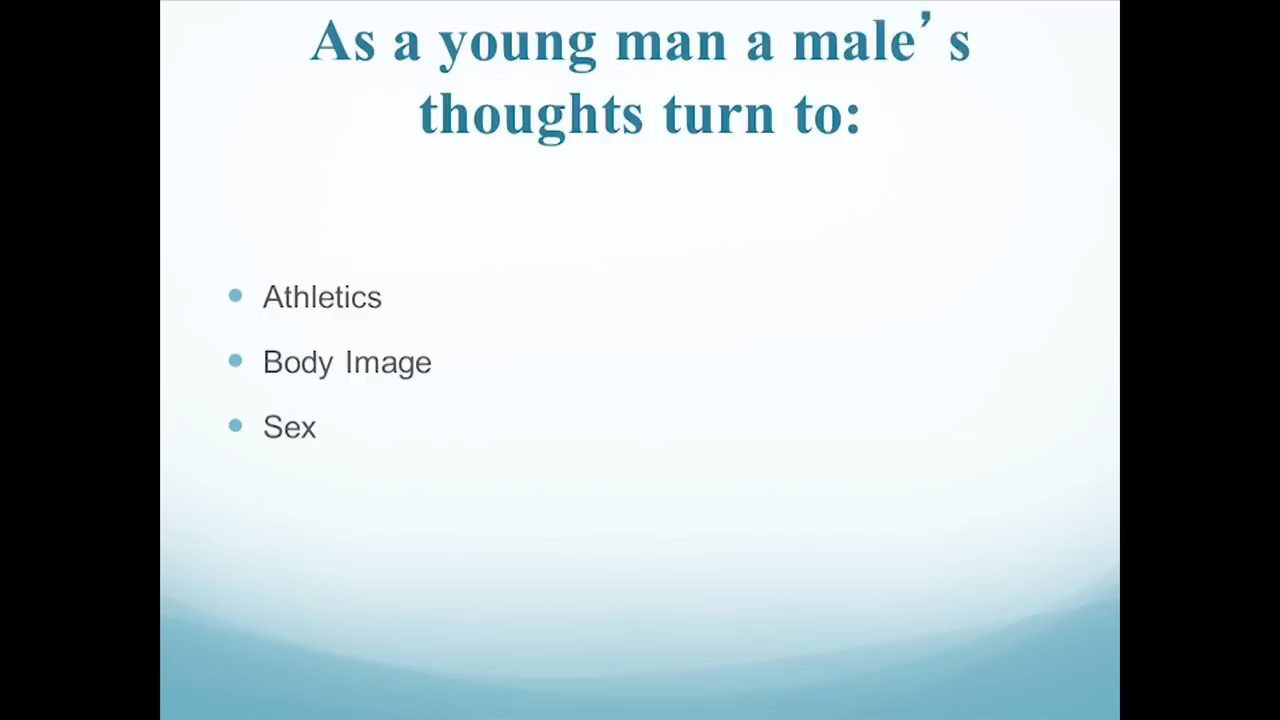 As a young man a male’ s
thoughts turn to:
• Athletics
• Body Image
• Sex